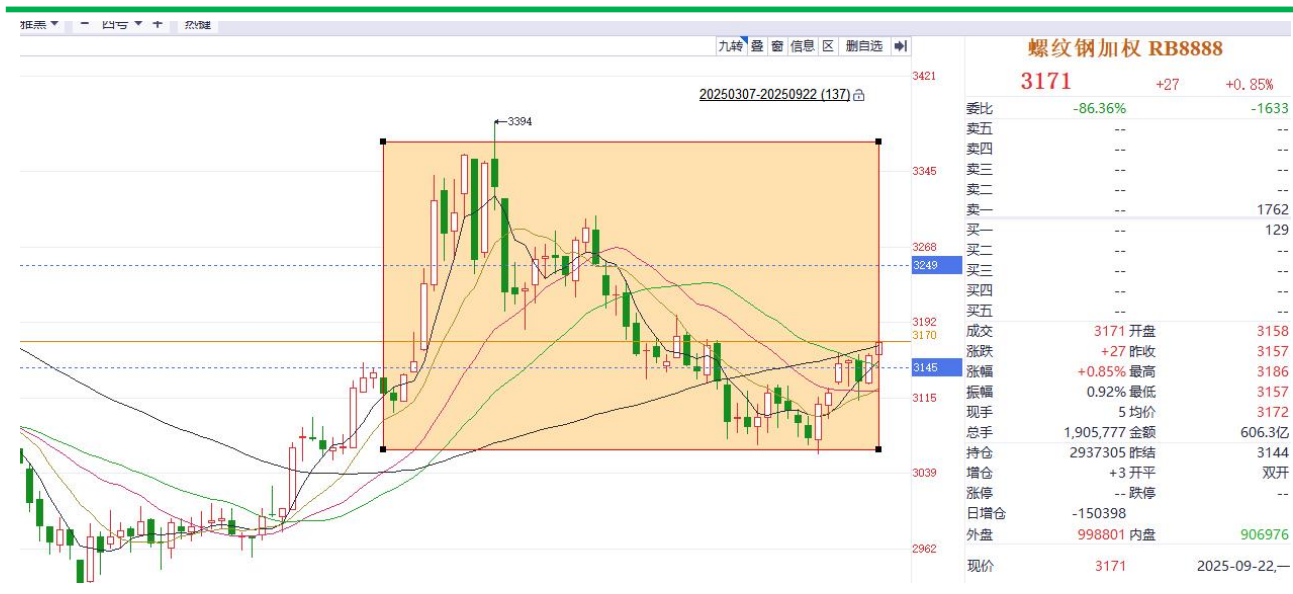 雅黑 - 四号 + 热键
九转 叠 窗 信息 区 删自选
20250307-20250922 (137)
3394
3421
3345
3268
3249
3192
3170
3145
3115
3039
2962
螺纹钢加权 RB8888
3171 +27 +0.85%
委比 -86.36% -1633
卖五 -- --
卖四 -- --
卖三 -- --
卖二 -- --
卖一 -- 1762
买一 -- 129
买二 -- --
买三 -- --
买四 -- --
买五 -- --
成交 3171 开盘 3158
涨跌 +27 昨收 3157
涨幅 +0.85% 最高 3186
振幅 0.92% 最低 3157
现手 5 均价 3172
总手 1,905,777 金额 606.3亿
持仓 2937305 昨结 3144
增仓 +3 开平 双开
涨停 -- 跌停 --
日增仓 -150398
外盘 998801 内盘 906976
现价 3171 2025-09-22,一